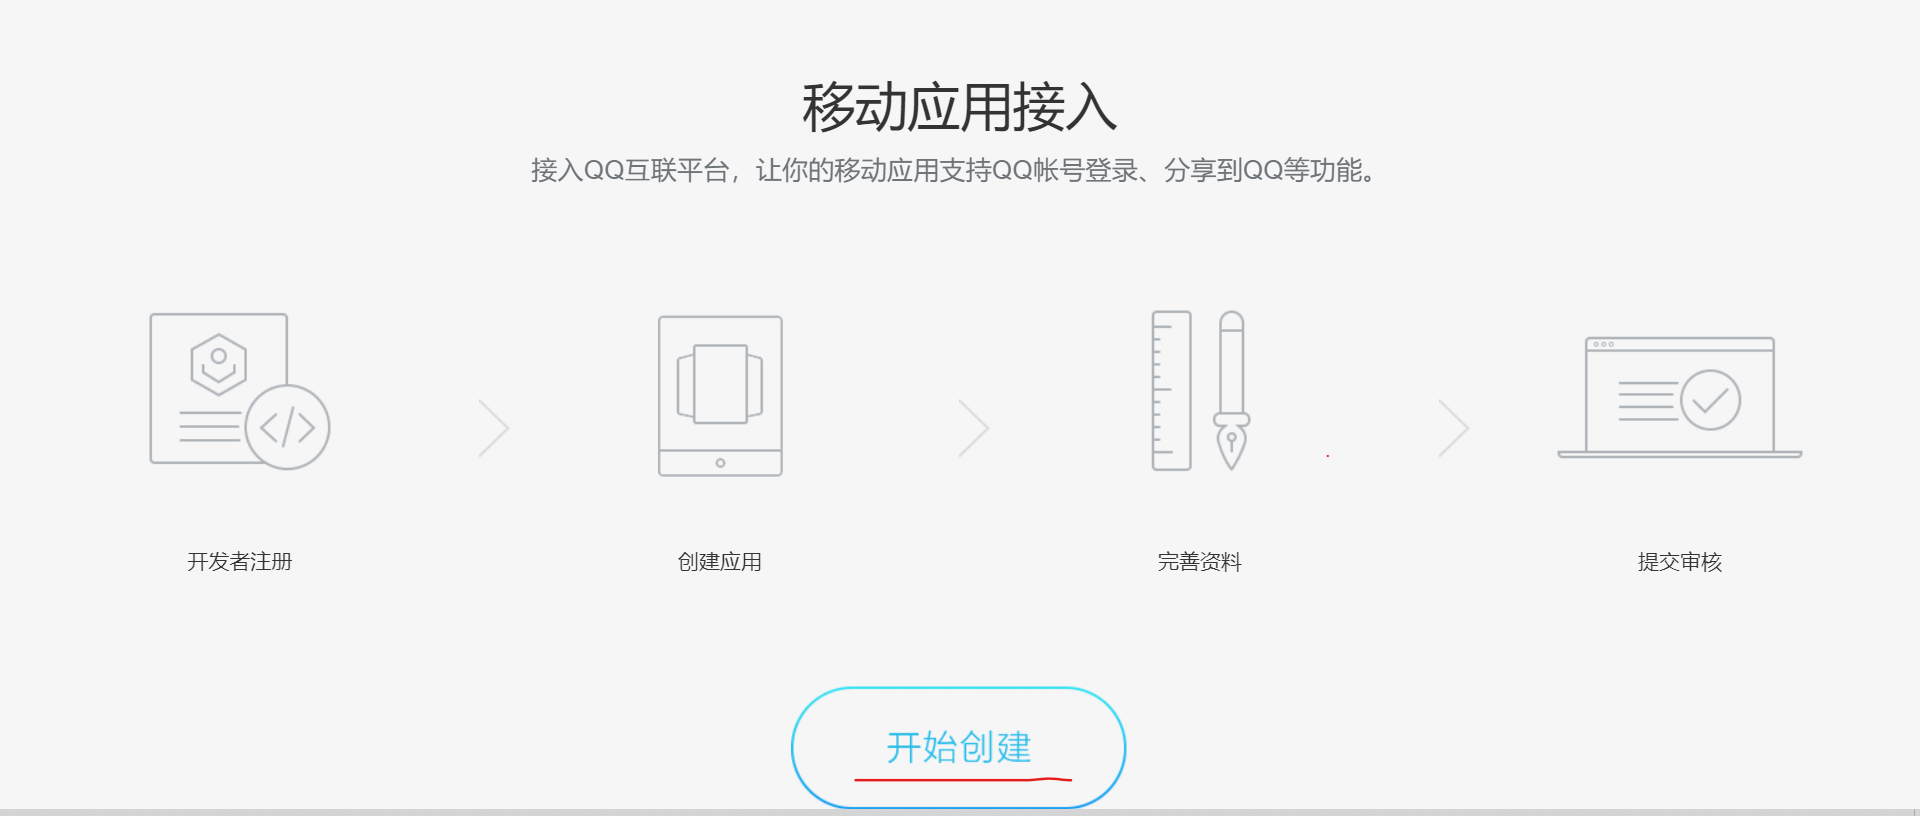 移动应用接入
接入QQ互联平台，让你的移动应用支持QQ帐号登录、分享到QQ等功能。
开发者注册
创建应用
完善资料
提交审核
开始创建